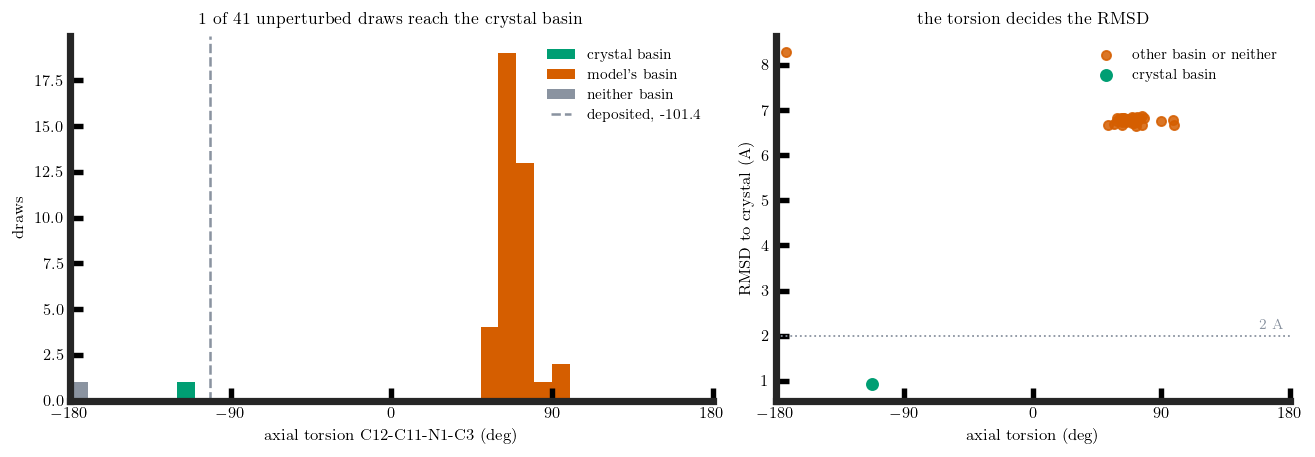 1 of 41 unperturbed draws reach the crystal basin
draws
17.5
15.0
12.5
10.0
7.5
5.0
2.5
0.0
−180
−90
0
90
180
axial torsion C12-C11-N1-C3 (deg)
crystal basin
model's basin
neither basin
deposited, -101.4
the torsion decides the RMSD
RMSD to crystal (A)
8
7
6
5
4
3
2
1
−180
−90
0
90
180
axial torsion (deg)
other basin or neither
crystal basin
2 A